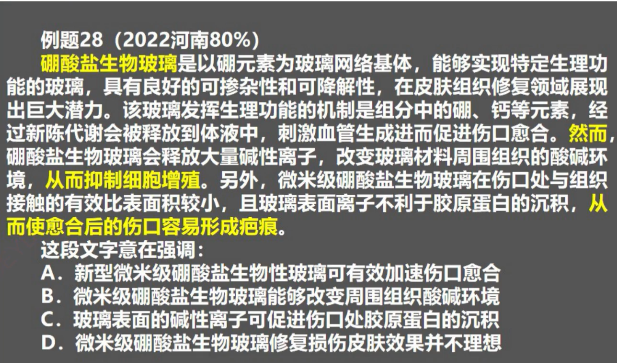 例题28（2022河南80%）
硼酸盐生物玻璃是以硼元素为玻璃网络基体，能够实现特定生理功
能的玻璃，具有良好的可掺杂性和可降解性，在皮肤组织修复领域展现
出巨大潜力。该玻璃发挥生理功能的机制是组分中的硼、钙等元素，经
过新陈代谢会被释放到体液中，刺激血管生成进而促进伤口愈合。然而，
硼酸盐生物玻璃会释放大量碱性离子，改变玻璃材料周围组织的酸碱环
境，从而抑制细胞增殖。另外，微米级硼酸盐生物玻璃在伤口处与组织
接触的有效比表面积较小，且玻璃表面离子不利于胶原蛋白的沉积，从
而使愈合后的伤口容易形成疤痕。
这段文字意在强调：
A．新型微米级硼酸盐生物性玻璃可有效加速伤口愈合
B．微米级硼酸盐生物玻璃能够改变周围组织酸碱环境
C．玻璃表面的碱性离子可促进伤口处胶原蛋白的沉积
D．微米级硼酸盐生物玻璃修复损伤皮肤效果并不理想